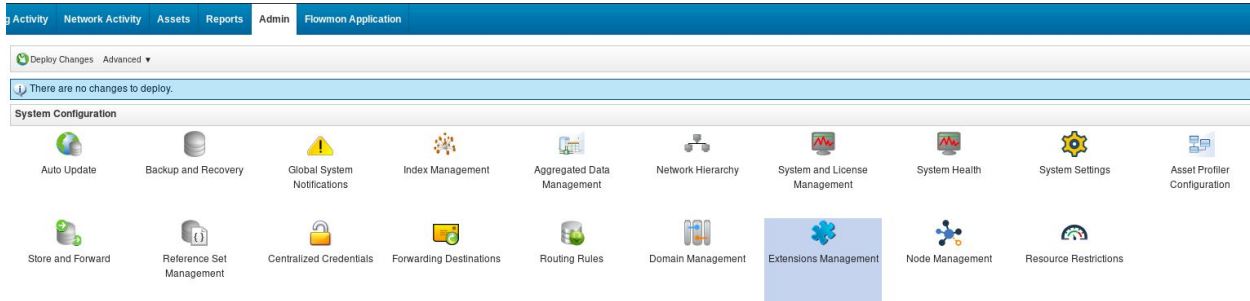 g Activity Network Activity Assets Reports Admin Flowmon Application
Deploy Changes Advanced ▼
There are no changes to deploy.
System Configuration
Auto Update Backup and Recovery Global System Notifications Index Management Aggregated Data Management Network Hierarchy System and License Management System Health System Settings Asset Profiler Configuration
Store and Forward Reference Set Management Centralized Credentials Forwarding Destinations Routing Rules Domain Management Extensions Management Node Management Resource Restrictions